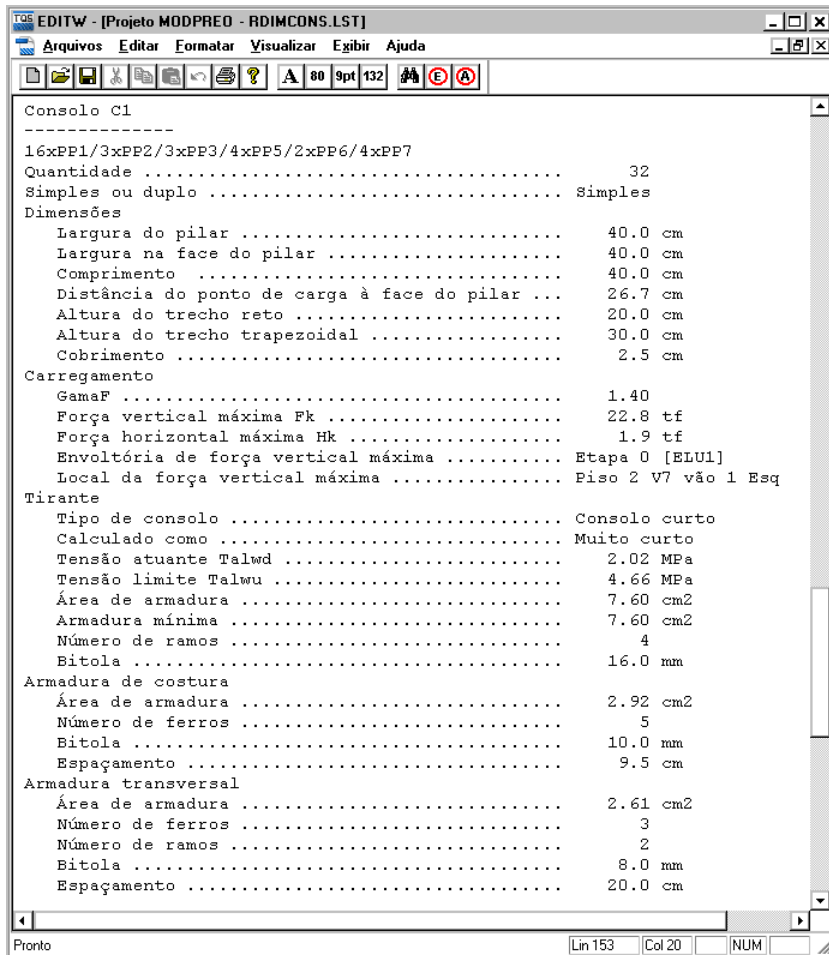 TQS EDITW - [Projeto MODPREO - RDIMCONS.LST]
Arquivos Editar Formatar Visualizar Exibir Ajuda
A 80 9pt 132 E A
Consolo C1
--------------
16xPP1/3xPP2/3xPP3/4xPP5/2xPP6/4xPP7
Quantidade ....................................... 32
Simples ou duplo ................................. Simples
Dimensões
Largura do pilar .............................. 40.0 cm
Largura na face do pilar ...................... 40.0 cm
Comprimento .................................. 40.0 cm
Distância do ponto de carga à face do pilar ... 26.7 cm
Altura do trecho reto ......................... 20.0 cm
Altura do trecho trapezoidal .................. 30.0 cm
Cobrimento .................................... 2.5 cm
Carregamento
GamaF ......................................... 1.40
Força vertical máxima Fk ...................... 22.8 tf
Força horizontal máxima Hk .................... 1.9 tf
Envoltória de força vertical máxima ........... Etapa 0 [ELU1]
Local da força vertical máxima ................ Piso 2 V7 vão 1 Esq
Tirante
Tipo de consolo ............................... Consolo curto
Calculado como ................................ Muito curto
Tensão atuante Talwd .......................... 2.02 MPa
Tensão limite Talwu ........................... 4.66 MPa
Área de armadura .............................. 7.60 cm2
Armadura mínima ............................... 7.60 cm2
Número de ramos ............................... 4
Bitola ........................................ 16.0 mm
Armadura de costura
Área de armadura .............................. 2.92 cm2
Número de ferros .............................. 5
Bitola ........................................ 10.0 mm
Espaçamento ................................... 9.5 cm
Armadura transversal
Área de armadura .............................. 2.61 cm2
Número de ferros .............................. 3
Número de ramos ............................... 2
Bitola ........................................ 8.0 mm
Espaçamento ................................... 20.0 cm
Pronto Lin 153 Col 20 NUM